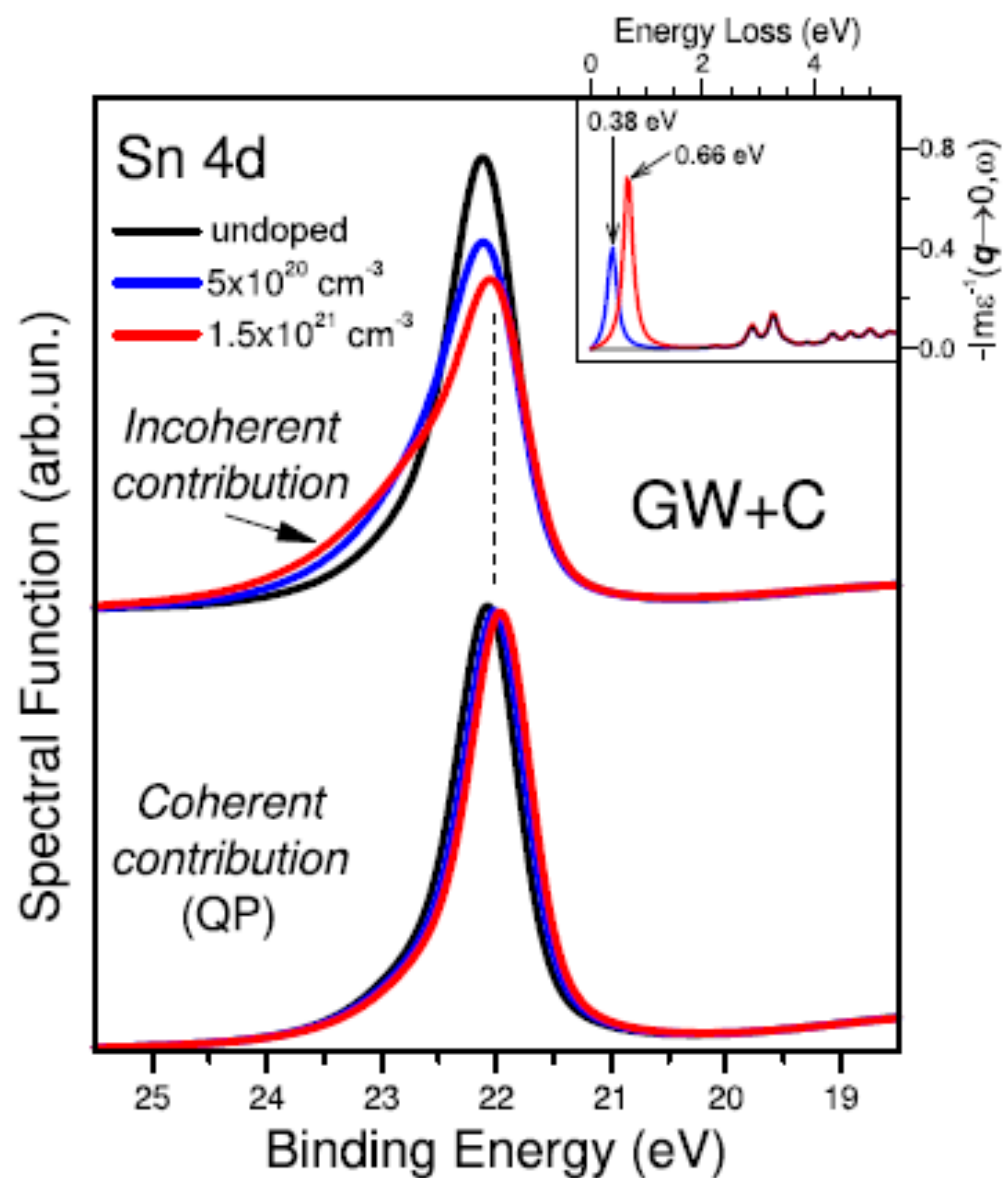 Energy Loss (eV)
0 2 4
Sn 4d
undoped
5x10²⁰ cm⁻³
1.5x10²¹ cm⁻³
0.38 eV
0.66 eV
0.8
0.4
0.0
-Imε⁻¹(q→0,ω)
Incoherent
contribution
GW+C
Spectral Function (arb.un.)
Coherent
contribution
(QP)
25 24 23 22 21 20 19
Binding Energy (eV)